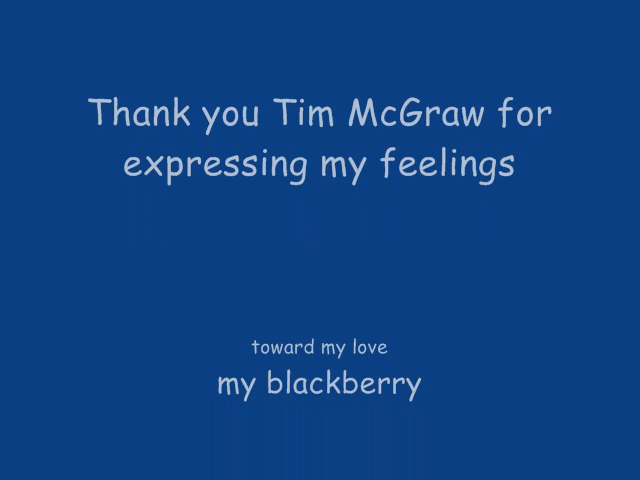 Thank you Tim McGraw for
expressing my feelings
toward my love
my blackberry